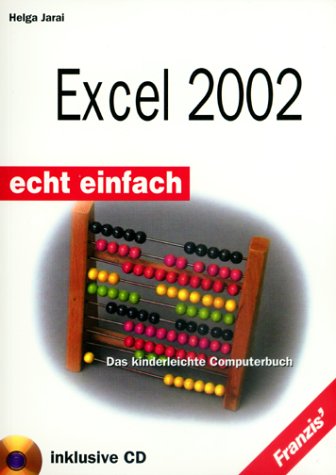 Helga Jarai
Excel 2002
echt einfach
Das kinderleichte Computerbuch
Franzis'
inklusive CD